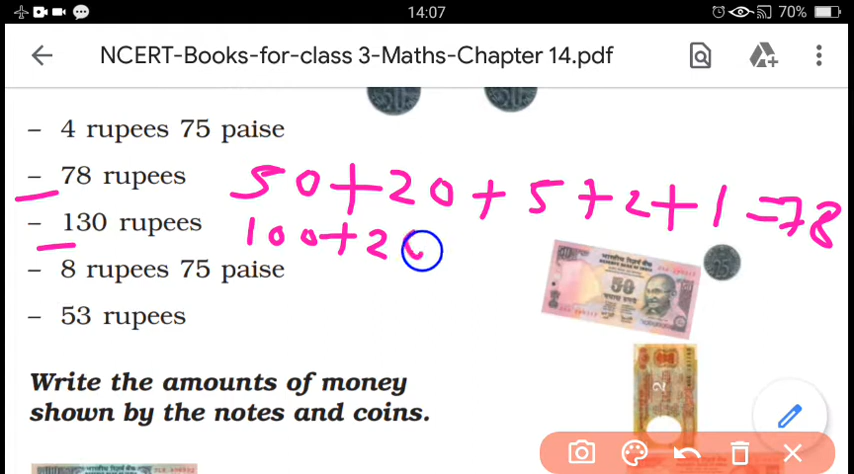 14:07 70%
NCERT-Books-for-class 3-Maths-Chapter 14.pdf
– 4 rupees 75 paise
– 78 rupees 50+20+5+2+1=78
– 130 rupees 100+20
– 8 rupees 75 paise
– 53 rupees
50
2
Write the amounts of money
shown by the notes and coins.